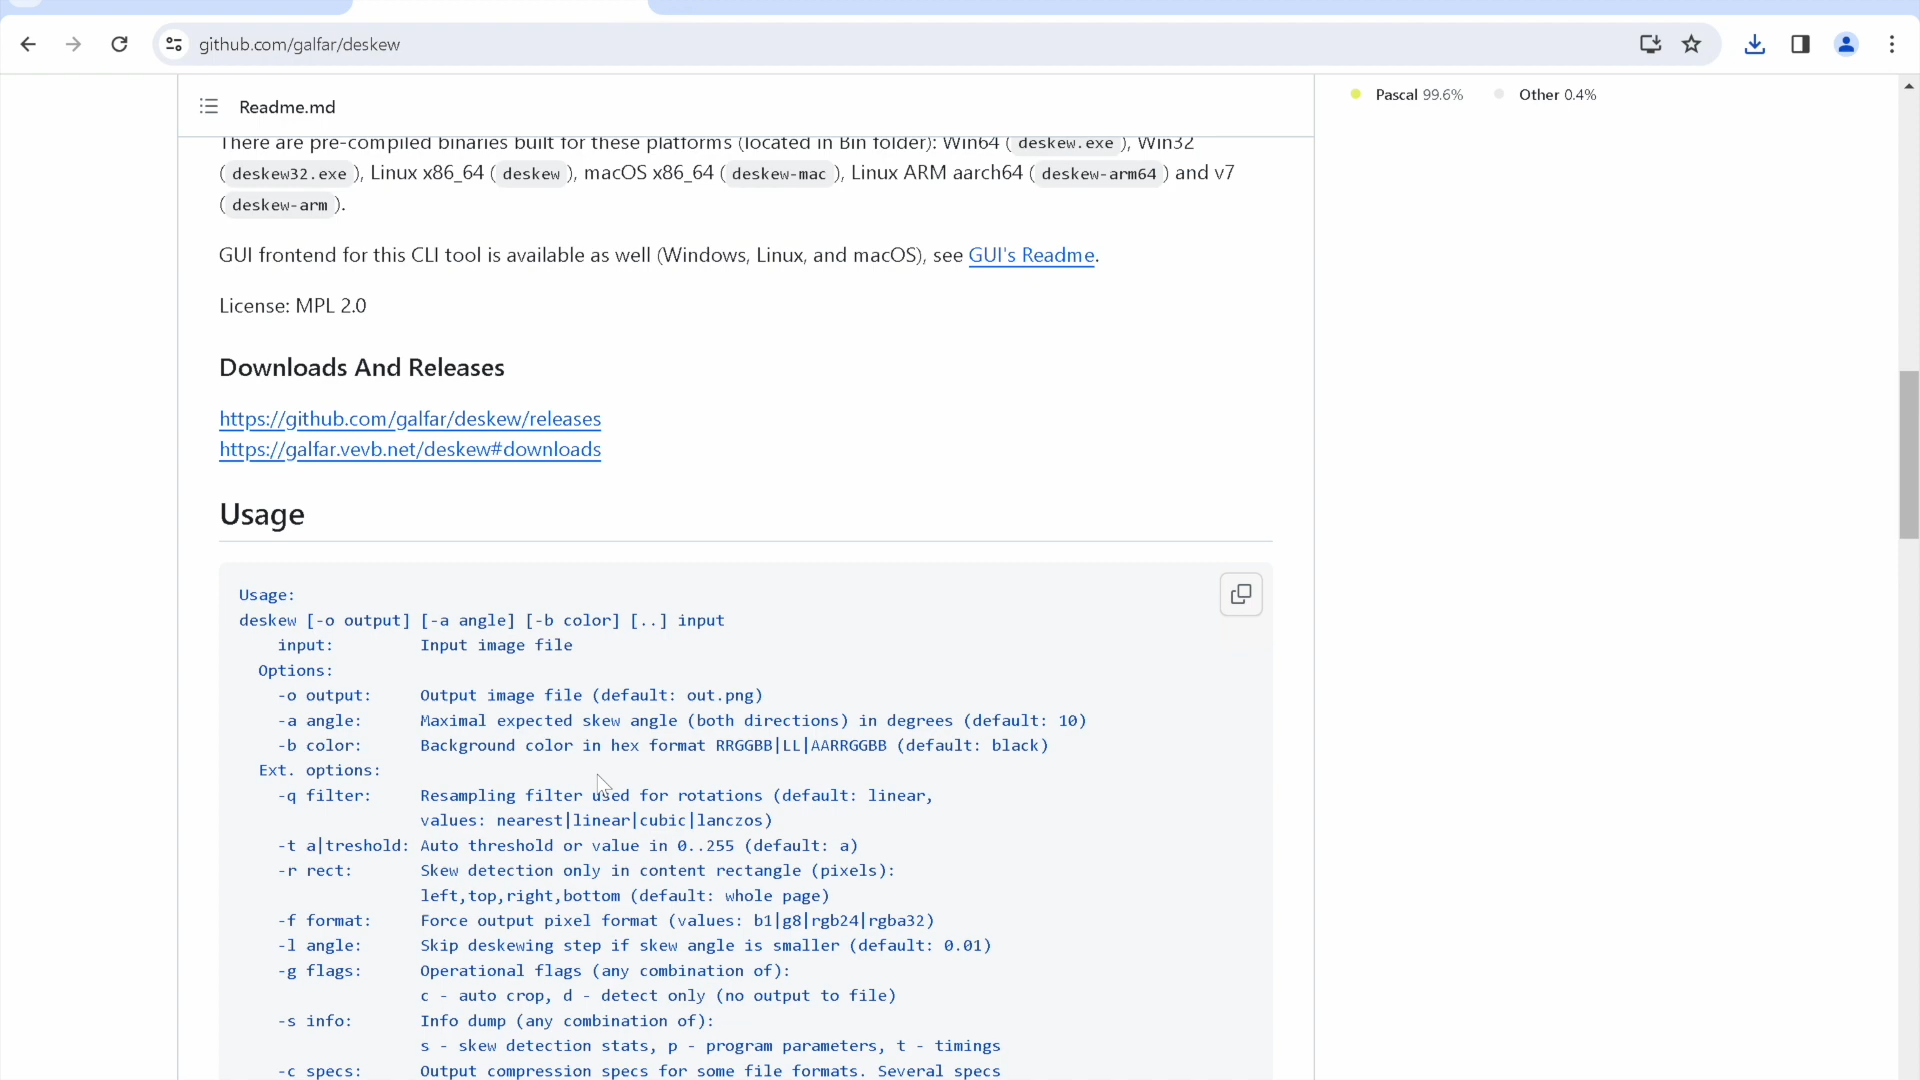 github.com/galfar/deskew
Readme.md
Pascal 99.6% Other 0.4%
There are pre-compiled binaries built for these platforms (located in Bin folder): Win64 ( deskew.exe ), Win32
( deskew32.exe ), Linux x86_64 ( deskew ), macOS x86_64 ( deskew-mac ), Linux ARM aarch64 ( deskew-arm64 ) and v7
( deskew-arm ).
GUI frontend for this CLI tool is available as well (Windows, Linux, and macOS), see GUI's Readme.
License: MPL 2.0
Downloads And Releases
https://github.com/galfar/deskew/releases
https://galfar.vevb.net/deskew#downloads
Usage
Usage:
deskew [-o output] [-a angle] [-b color] [..] input
input: Input image file
Options:
-o output: Output image file (default: out.png)
-a angle: Maximal expected skew angle (both directions) in degrees (default: 10)
-b color: Background color in hex format RRGGBB|LL|AARRGGBB (default: black)
Ext. options:
-q filter: Resampling filter used for rotations (default: linear,
values: nearest|linear|cubic|lanczos)
-t a|treshold: Auto threshold or value in 0..255 (default: a)
-r rect: Skew detection only in content rectangle (pixels):
left,top,right,bottom (default: whole page)
-f format: Force output pixel format (values: b1|g8|rgb24|rgba32)
-l angle: Skip deskewing step if skew angle is smaller (default: 0.01)
-g flags: Operational flags (any combination of):
c - auto crop, d - detect only (no output to file)
-s info: Info dump (any combination of):
s - skew detection stats, p - program parameters, t - timings
-c specs: Output compression specs for some file formats. Several specs